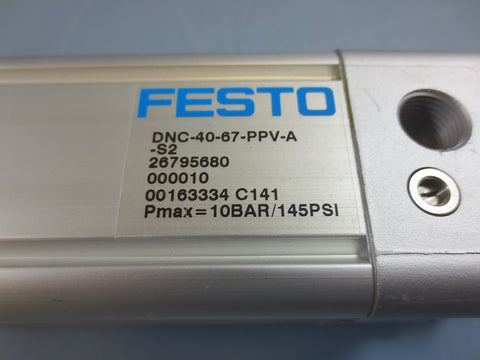 FESTO
DNC-40-67-PPV-A
-S2
26795680
000010
00163334 C141
Pmax=10BAR/145PSI